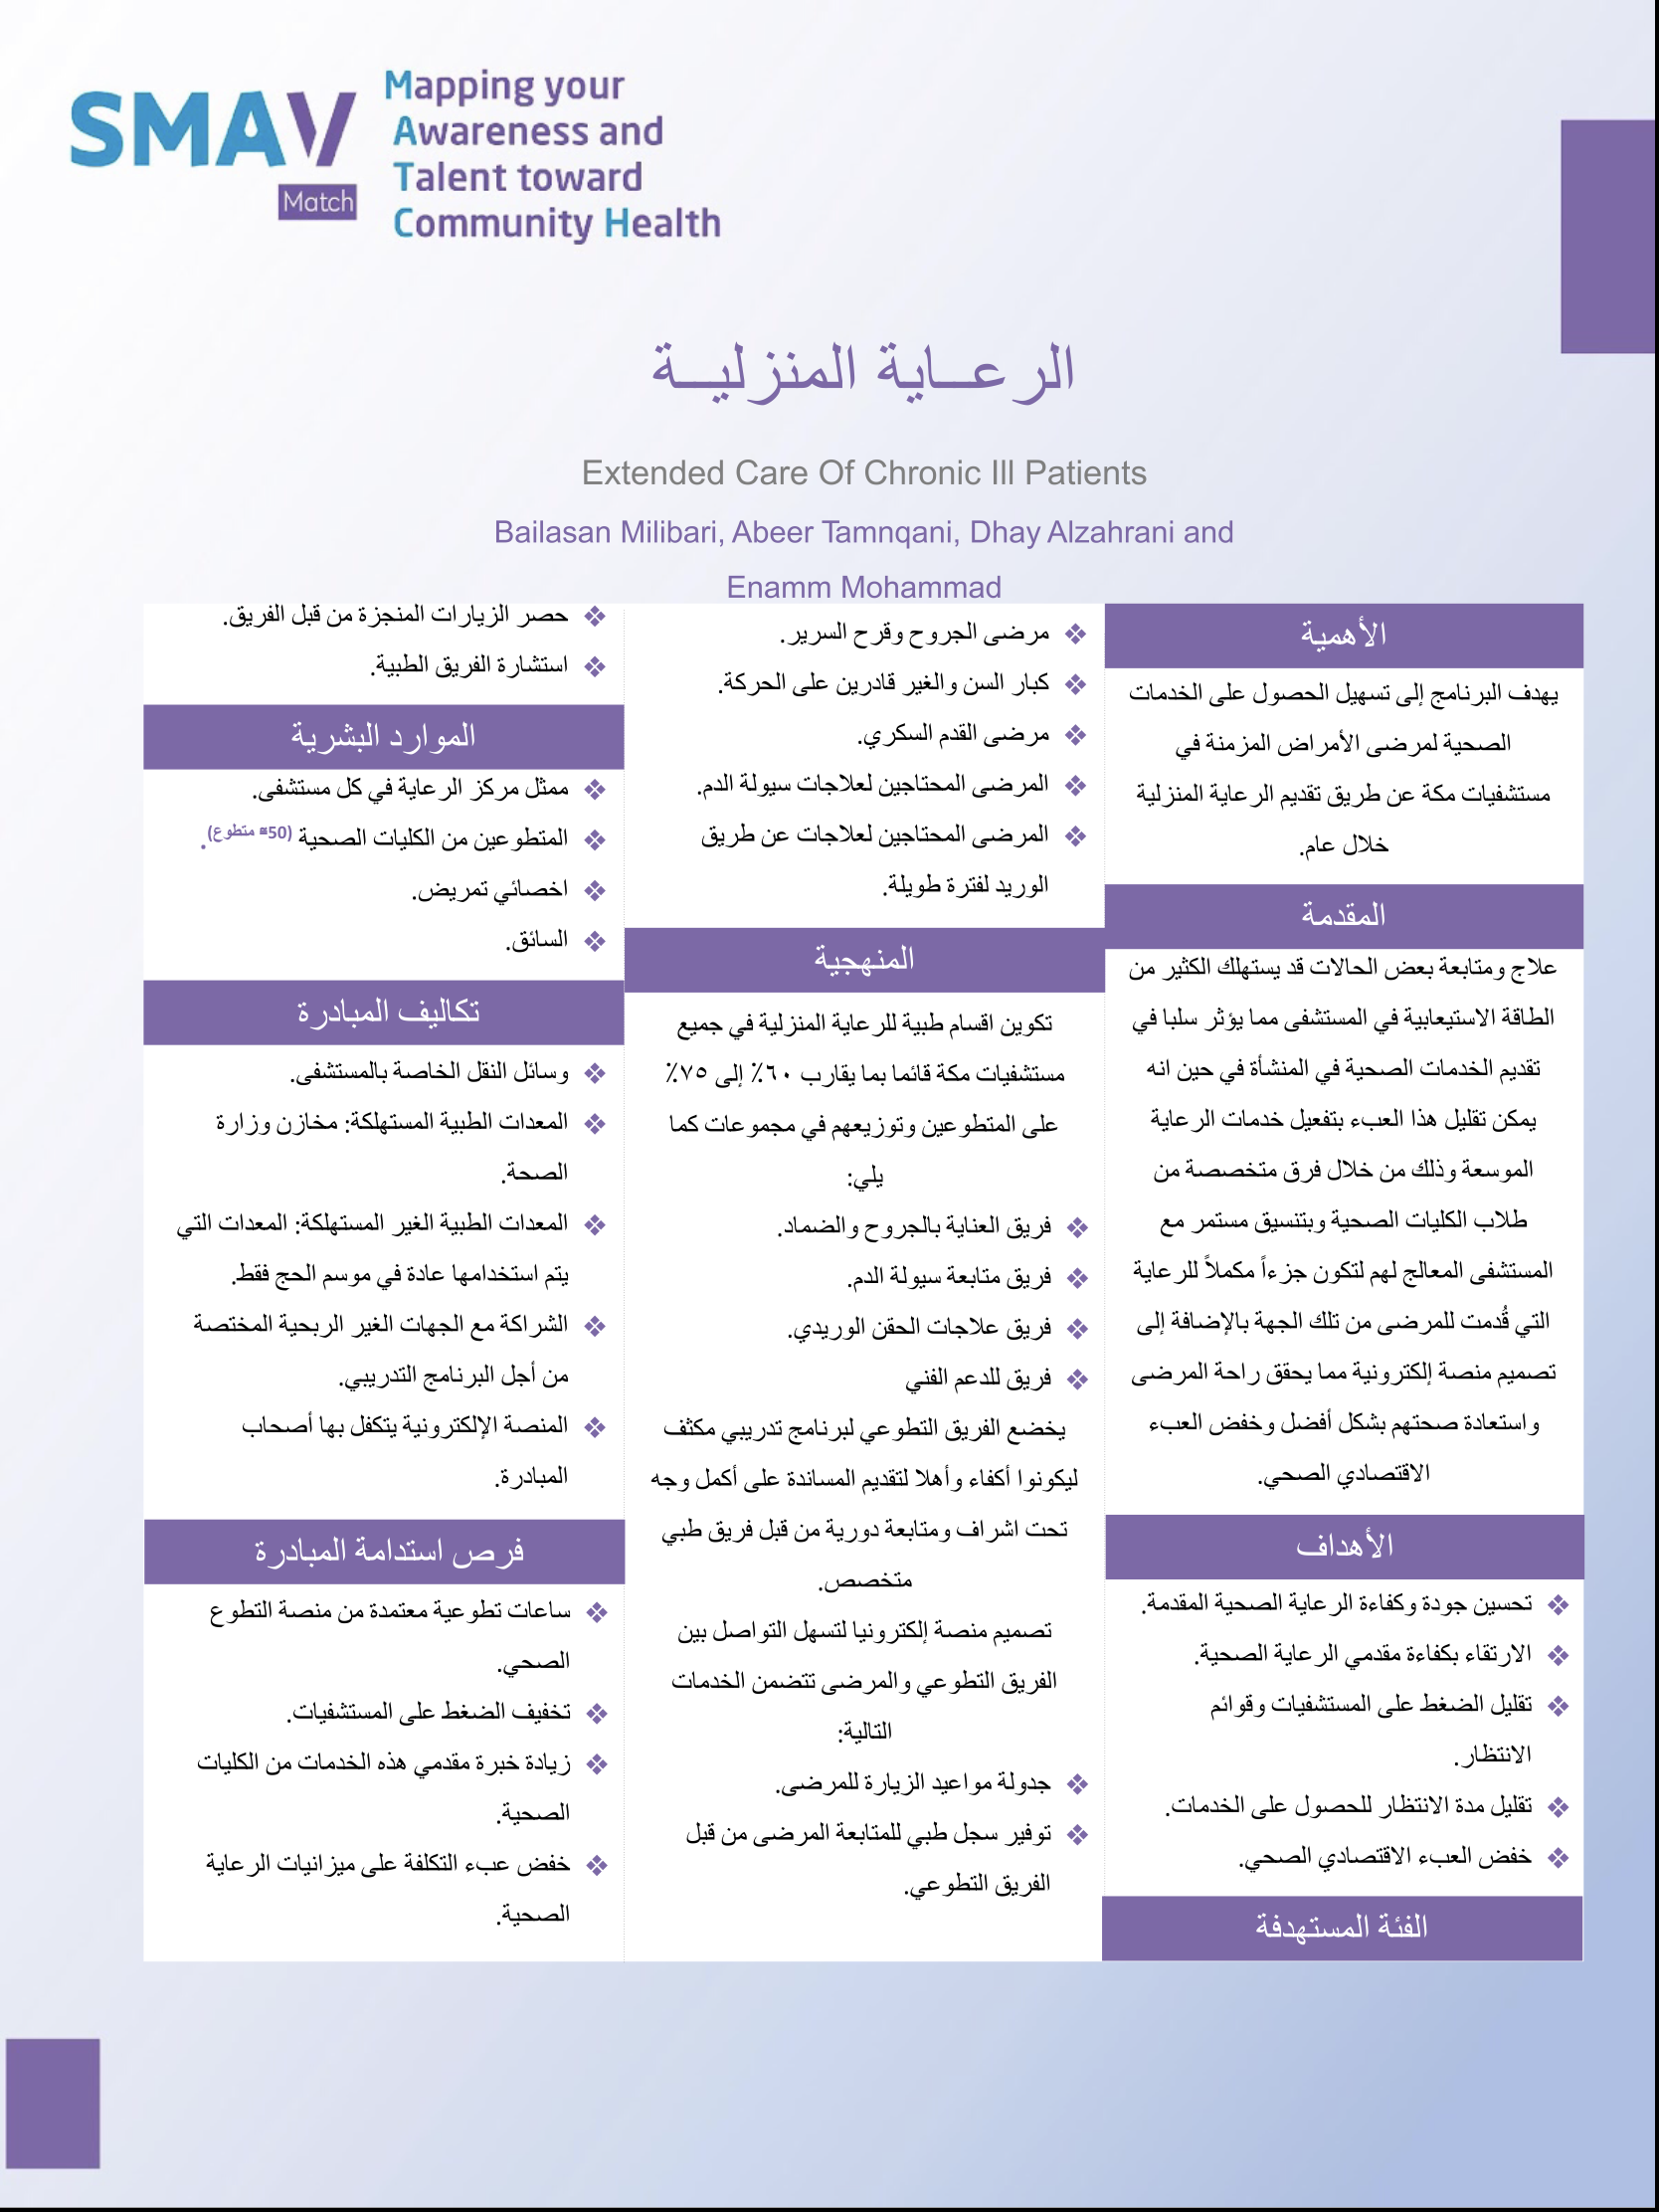 SMAV
Match
Mapping your
Awareness and
Talent toward
Community Health
الرعـــاية المنزليـــة
Extended Care Of Chronic Ill Patients
Bailasan Milibari, Abeer Tamnqani, Dhay Alzahrani and
Enamm Mohammad
الأهمية
يهدف البرنامج إلى تسهيل الحصول على الخدمات
الصحية لمرضى الأمراض المزمنة في
مستشفيات مكة عن طريق تقديم الرعاية المنزلية
خلال عام.
المقدمة
علاج ومتابعة بعض الحالات قد يستهلك الكثير من
الطاقة الاستيعابية في المستشفى مما يؤثر سلبا في
تقديم الخدمات الصحية في المنشأة في حين انه
يمكن تقليل هذا العبء بتفعيل خدمات الرعاية
الموسعة وذلك من خلال فرق متخصصة من
طلاب الكليات الصحية وبتنسيق مستمر مع
المستشفى المعالج لهم لتكون جزءاً مكملاً للرعاية
التي قُدمت للمرضى من تلك الجهة بالإضافة إلى
تصميم منصة إلكترونية مما يحقق راحة المرضى
واستعادة صحتهم بشكل أفضل وخفض العبء
الاقتصادي الصحي.
الأهداف
❖ تحسين جودة وكفاءة الرعاية الصحية المقدمة.
❖ الارتقاء بكفاءة مقدمي الرعاية الصحية.
❖ تقليل الضغط على المستشفيات وقوائم
الانتظار.
❖ تقليل مدة الانتظار للحصول على الخدمات.
❖ خفض العبء الاقتصادي الصحي.
الفئة المستهدفة
❖ مرضى الجروح وقرح السرير.
❖ كبار السن والغير قادرين على الحركة.
❖ مرضى القدم السكري.
❖ المرضى المحتاجين لعلاجات سيولة الدم.
❖ المرضى المحتاجين لعلاجات عن طريق
الوريد لفترة طويلة.
المنهجية
تكوين اقسام طبية للرعاية المنزلية في جميع
مستشفيات مكة قائما بما يقارب ٦٠٪ إلى ٧٥٪
على المتطوعين وتوزيعهم في مجموعات كما
يلي:
❖ فريق العناية بالجروح والضماد.
❖ فريق متابعة سيولة الدم.
❖ فريق علاجات الحقن الوريدي.
❖ فريق للدعم الفني
يخضع الفريق التطوعي لبرنامج تدريبي مكثف
ليكونوا أكفاء وأهلا لتقديم المساندة على أكمل وجه
تحت اشراف ومتابعة دورية من قبل فريق طبي
متخصص.
تصميم منصة إلكترونيا لتسهل التواصل بين
الفريق التطوعي والمرضى تتضمن الخدمات
التالية:
❖ جدولة مواعيد الزيارة للمرضى.
❖ توفير سجل طبي للمتابعة المرضى من قبل
الفريق التطوعي.
❖ حصر الزيارات المنجزة من قبل الفريق.
❖ استشارة الفريق الطبية.
الموارد البشرية
❖ ممثل مركز الرعاية في كل مستشفى.
❖ المتطوعين من الكليات الصحية (50≅ متطوع).
❖ اخصائي تمريض.
❖ السائق.
تكاليف المبادرة
❖ وسائل النقل الخاصة بالمستشفى.
❖ المعدات الطبية المستهلكة: مخازن وزارة
الصحة.
❖ المعدات الطبية الغير المستهلكة: المعدات التي
يتم استخدامها عادة في موسم الحج فقط.
❖ الشراكة مع الجهات الغير الربحية المختصة
من أجل البرنامج التدريبي.
❖ المنصة الإلكترونية يتكفل بها أصحاب
المبادرة.
فرص استدامة المبادرة
❖ ساعات تطوعية معتمدة من منصة التطوع
الصحي.
❖ تخفيف الضغط على المستشفيات.
❖ زيادة خبرة مقدمي هذه الخدمات من الكليات
الصحية.
❖ خفض عبء التكلفة على ميزانيات الرعاية
الصحية.